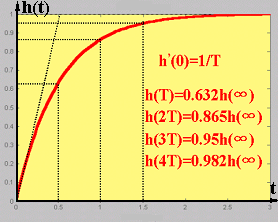 h(t)
1
0.9
0.8
0.7
0.6
0.5
0.4
0.3
0.2
0.1
0
h'(0)=1/T
h(T)=0.632h(∞)
h(2T)=0.865h(∞)
h(3T)=0.95h(∞)
h(4T)=0.982h(∞)
t
0 0.5 1 1.5 2 2.5 3